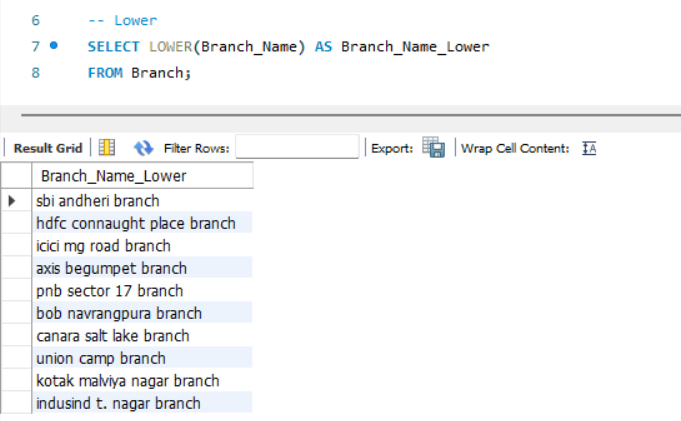 6 -- Lower
7 SELECT LOWER(Branch_Name) AS Branch_Name_Lower
8 FROM Branch;
Result Grid Filter Rows: Export: Wrap Cell Content: IA
Branch_Name_Lower
sbi andheri branch
hdfc connaught place branch
icici mg road branch
axis begumpet branch
pnb sector 17 branch
bob navrangpura branch
canara salt lake branch
union camp branch
kotak malviya nagar branch
indusind t. nagar branch